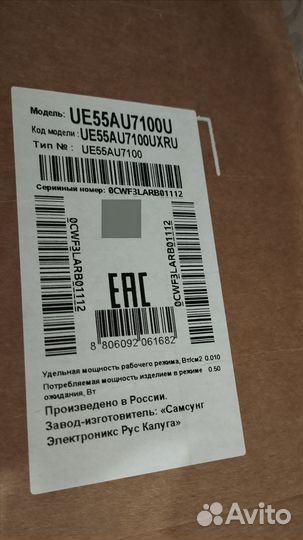 Модель: UE55AU7100U
Код модели : UE55AU7100UXRU
Тип № : UE55AU7100
Серийный номер: 0CWF3LARB01112
0CWF3LARB01112
0CWF3LARB01112
EAC
8 806092 061682
Удельная мощность рабочего режима, Вт/см2 0.010
Потребляемая мощность изделием в режиме 0.50
ожидания, Вт
Произведено в России.
Завод-изготовитель: «Самсунг
Электроникс Рус Калуга»
Avito